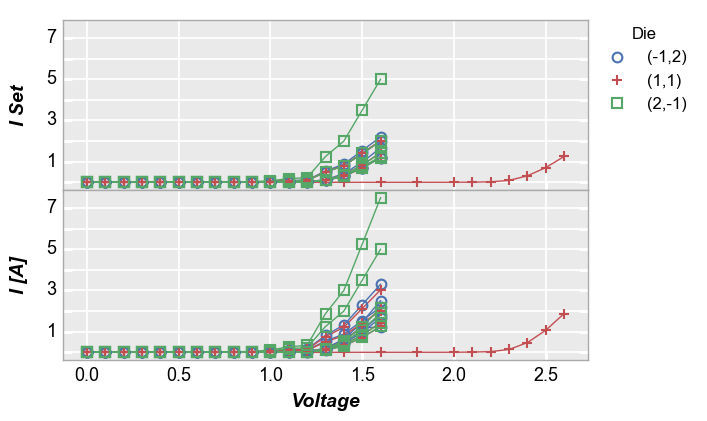 Die
(-1,2)
(1,1)
(2,-1)
I Set
7
5
3
1
I [A]
7
5
3
1
0.0 0.5 1.0 1.5 2.0 2.5
Voltage